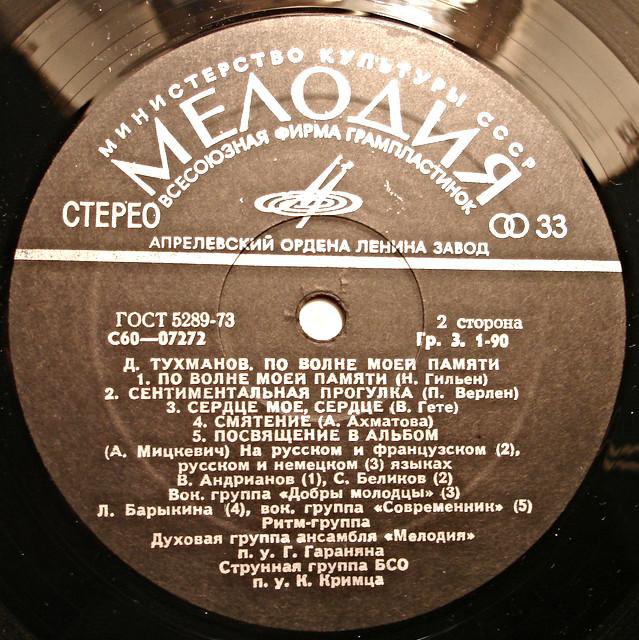 МИНИСТЕРСТВО КУЛЬТУРЫ СССР
МЕЛОДИЯ
ВСЕСОЮЗНАЯ ФИРМА ГРАМПЛАСТИНОК
СТЕРЕО
33
АПРЕЛЕВСКИЙ ОРДЕНА ЛЕНИНА ЗАВОД
ГОСТ 5289-73
2 сторона
С60—07272
Гр. 3. 1-90
Д. ТУХМАНОВ. ПО ВОЛНЕ МОЕЙ ПАМЯТИ
1. ПО ВОЛНЕ МОЕЙ ПАМЯТИ (Н. Гильен)
2. СЕНТИМЕНТАЛЬНАЯ ПРОГУЛКА (П. Верлен)
3. СЕРДЦЕ МОЕ, СЕРДЦЕ (В. Гете)
4. СМЯТЕНИЕ (А. Ахматова)
5. ПОСВЯЩЕНИЕ В АЛЬБОМ
(А. Мицкевич) На русском и французском (2),
русском и немецком (3) языках
В. Андрианов (1), С. Беликов (2)
Вок. группа «Добры молодцы» (3)
Л. Барыкина (4), вок. группа «Современник» (5)
Ритм-группа
Духовая группа ансамбля «Мелодия»
п. у. Г. Гараняна
Струнная группа БСО
п. у. К. Кримца